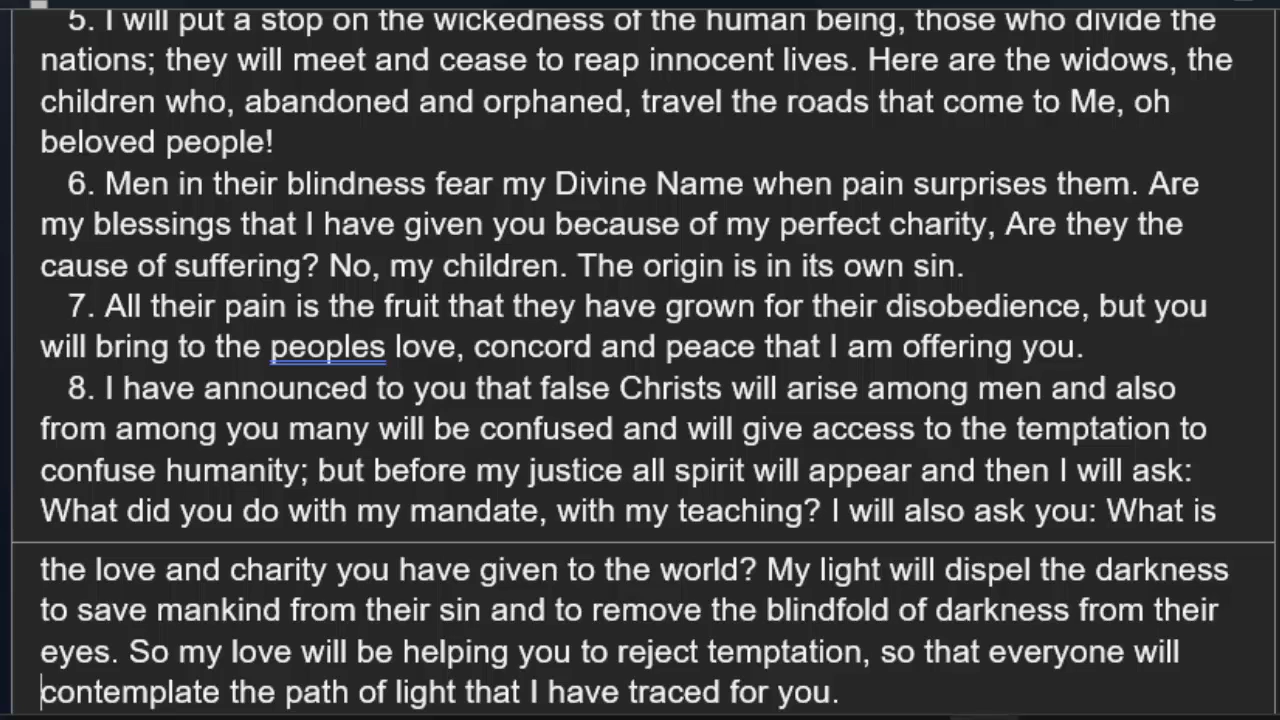 5. I will put a stop on the wickedness of the human being, those who divide the
nations; they will meet and cease to reap innocent lives. Here are the widows, the
children who, abandoned and orphaned, travel the roads that come to Me, oh
beloved people!
6. Men in their blindness fear my Divine Name when pain surprises them. Are
my blessings that I have given you because of my perfect charity, Are they the
cause of suffering? No, my children. The origin is in its own sin.
7. All their pain is the fruit that they have grown for their disobedience, but you
will bring to the peoples love, concord and peace that I am offering you.
8. I have announced to you that false Christs will arise among men and also
from among you many will be confused and will give access to the temptation to
confuse humanity; but before my justice all spirit will appear and then I will ask:
What did you do with my mandate, with my teaching? I will also ask you: What is
the love and charity you have given to the world? My light will dispel the darkness
to save mankind from their sin and to remove the blindfold of darkness from their
eyes. So my love will be helping you to reject temptation, so that everyone will
contemplate the path of light that I have traced for you.